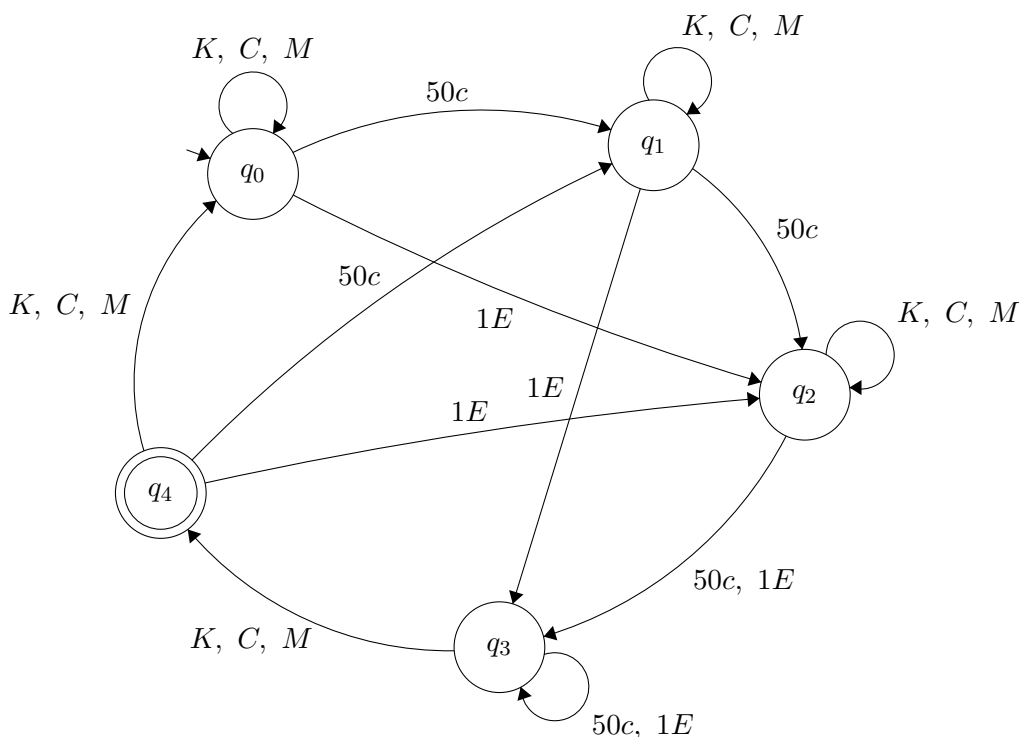 K, C, M
K, C, M
50c
q0
q1
50c
50c
K, C, M
K, C, M
1E
1E
q2
1E
q4
50c, 1E
K, C, M
q3
50c, 1E